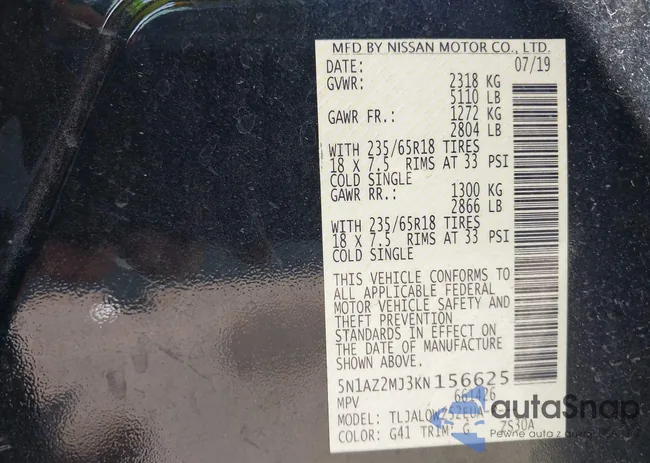 MFD BY NISSAN MOTOR CO., LTD.
DATE: 07/19
GVWR: 2318 KG
5110 LB
GAWR FR.: 1272 KG
2804 LB
WITH 235/65R18 TIRES
18 X 7.5 RIMS AT 33 PSI
COLD SINGLE
GAWR RR.: 1300 KG
2866 LB
WITH 235/65R18 TIRES
18 X 7.5 RIMS AT 33 PSI
COLD SINGLE
THIS VEHICLE CONFORMS TO
ALL APPLICABLE FEDERAL
MOTOR VEHICLE SAFETY AND
THEFT PREVENTION
STANDARDS IN EFFECT ON
THE DATE OF MANUFACTURE
SHOWN ABOVE.
5N1AZ2MJ3KN156625
MPV 661426
MODEL:
COLOR: G41 TRIM: G ZS30A
autoSnap
Pewne auta z